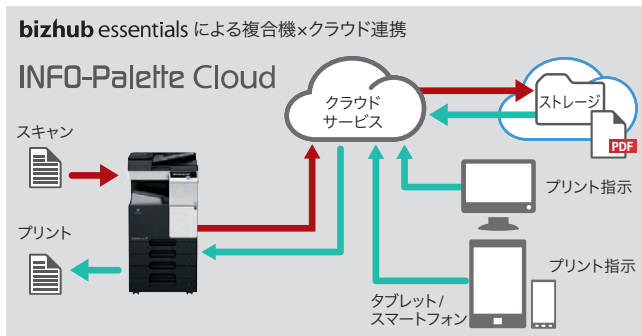 bizhub essentials による複合機×クラウド連携
INFO-Palette Cloud
クラウド
サービス
ストレージ
PDF
スキャン
プリント
プリント指示
プリント指示
タブレット/
スマートフォン